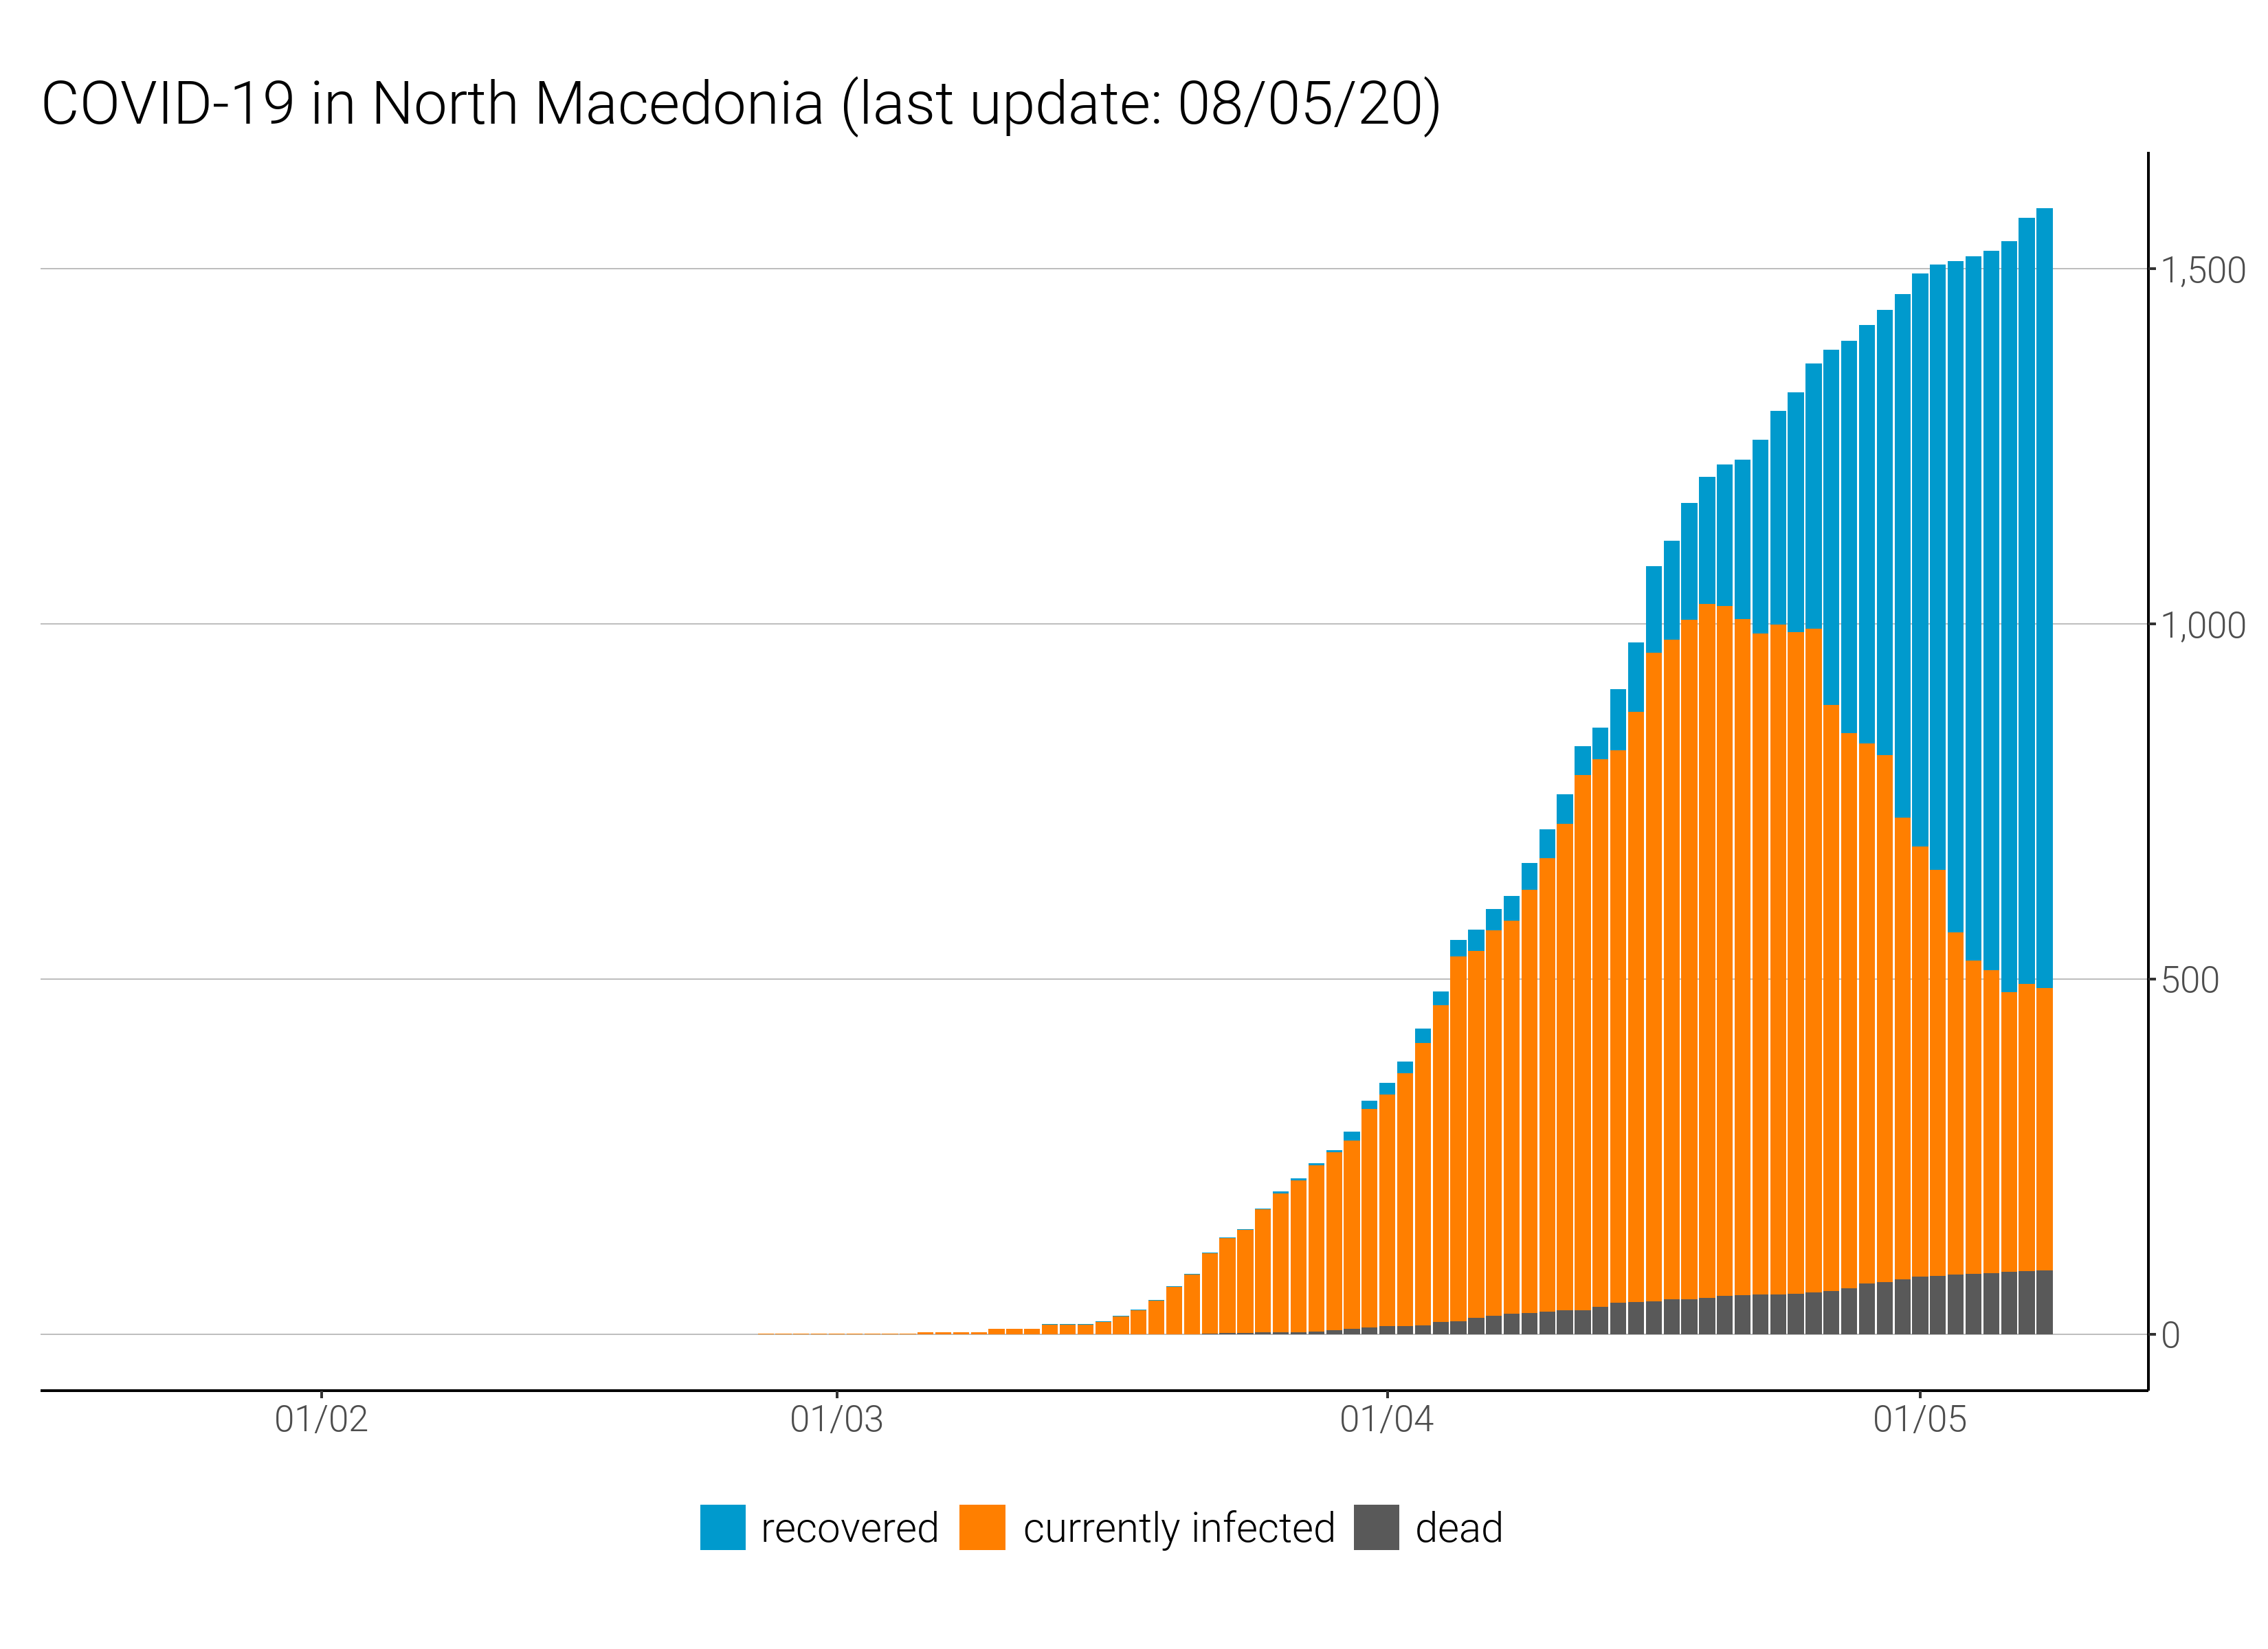 COVID-19 in North Macedonia (last update: 08/05/20)
1,500
1,000
500
0
01/02 01/03 01/04 01/05
recovered currently infected dead